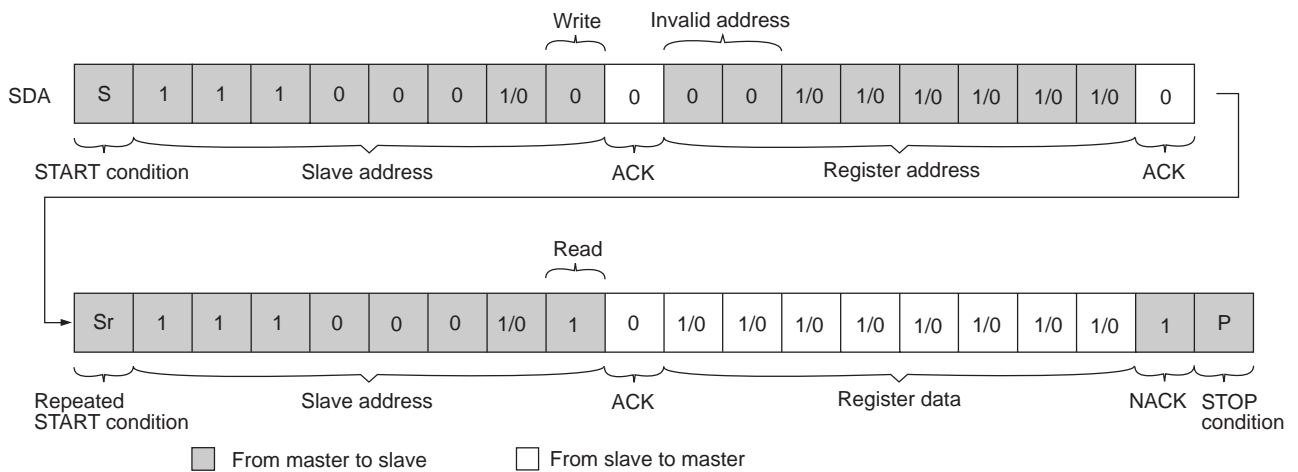 Write Invalid address
SDA S 1 1 1 0 0 0 1/0 0 0 0 0 1/0 1/0 1/0 1/0 1/0 1/0 0
START condition Slave address ACK Register address ACK
Read
Sr 1 1 1 0 0 0 1/0 1 0 1/0 1/0 1/0 1/0 1/0 1/0 1/0 1/0 1 P
Repeated Slave address ACK Register data NACK STOP
START condition condition
From master to slave From slave to master